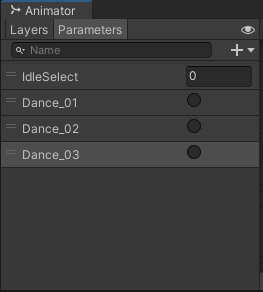 Animator
Layers Parameters
Name
IdleSelect 0
Dance_01
Dance_02
Dance_03